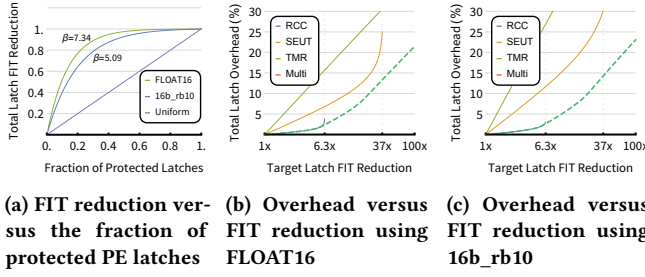 Total Latch FIT Reduction
1.
0.8
0.6
0.4
0.2
β=7.34
β=5.09
FLOAT16
16b_rb10
Uniform
0. 0.2 0.4 0.6 0.8 1.
Fraction of Protected Latches
Total Latch Overhead (%)
30
25
20
15
10
5
RCC
SEUT
TMR
Multi
1x 6.3x 37x 100x
Target Latch FIT Reduction
Total Latch Overhead (%)
30
25
20
15
10
5
RCC
SEUT
TMR
Multi
1x 6.3x 37x 100x
Target Latch FIT Reduction
(a) FIT reduction ver-
sus the fraction of
protected PE latches
(b) Overhead versus
FIT reduction using
FLOAT16
(c) Overhead versus
FIT reduction using
16b_rb10